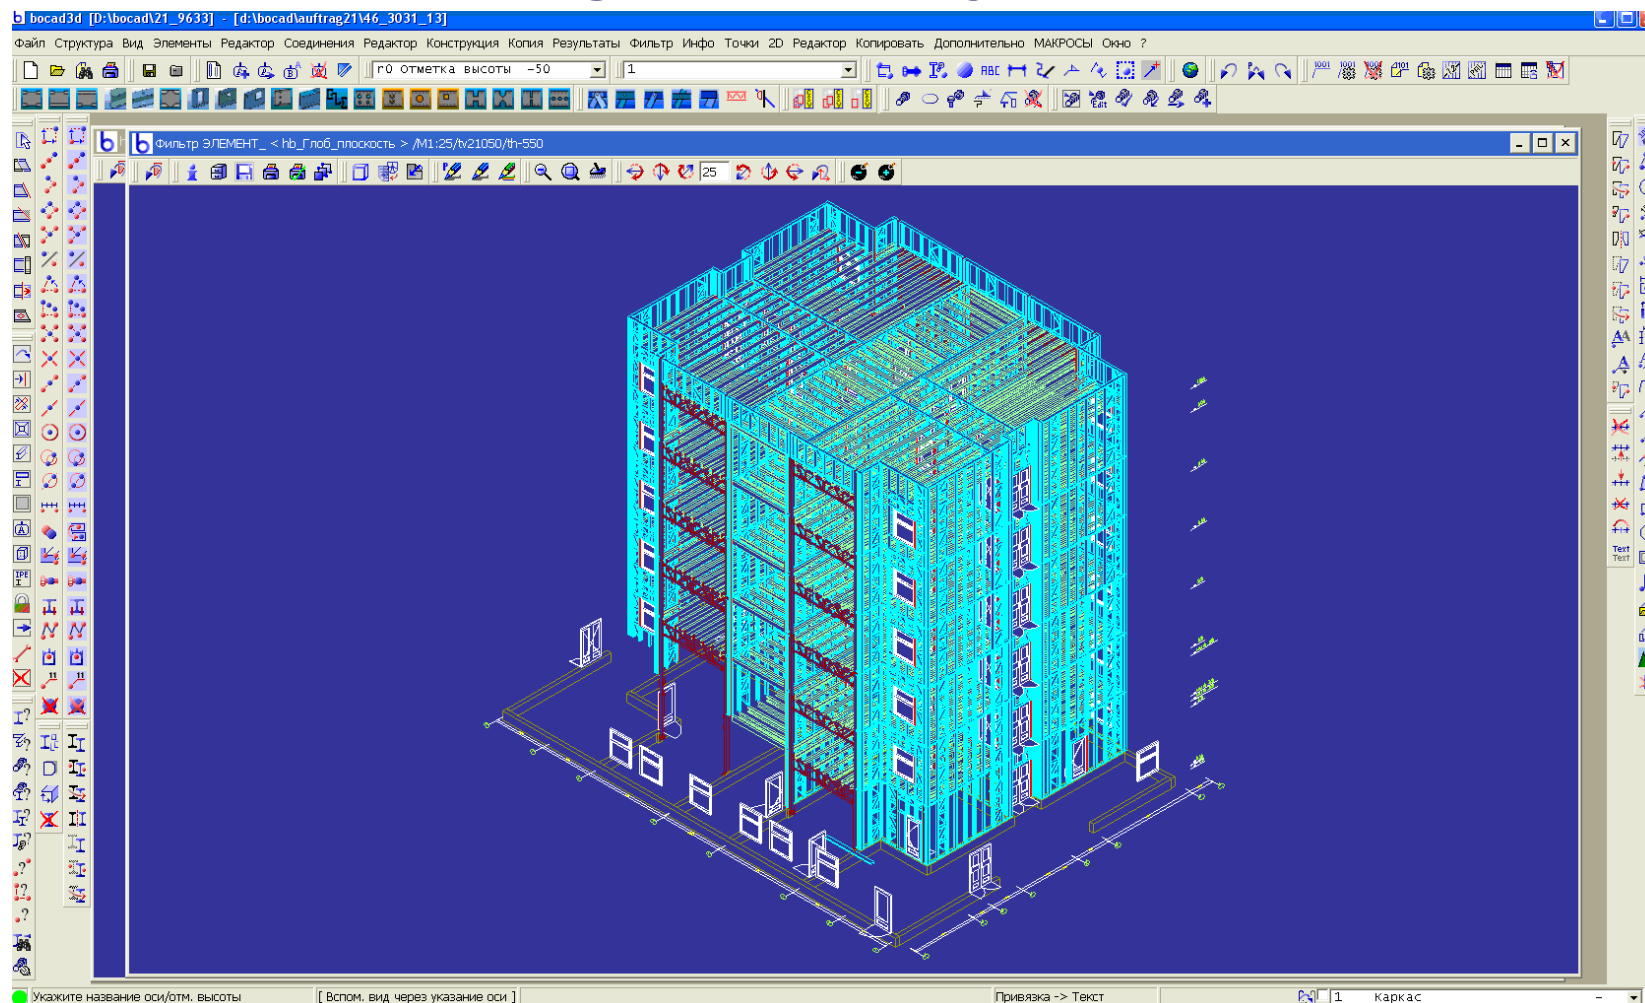 bocad3d [D:\bocad\21_9633] - [d:\bocad\auftrag21\46_3031_13]
Файл Структура Вид Элементы Редактор Соединения Редактор Конструкция Копия Результаты Фильтр Инфо Точки 2D Редактор Копировать Дополнительно МАКРОСЫ Окно ?
r0 Отметка высоты -50
1
ABC
Фильтр ЭЛЕМЕНТ_ < hb_Глоб_плоскость > /M1:25/tv21050/th-550
25
IPE
Text
Text
Укажите название оси/отм. высоты
[ Вспом. вид через указание оси ]
Привязка -> Текст
1 Каркас